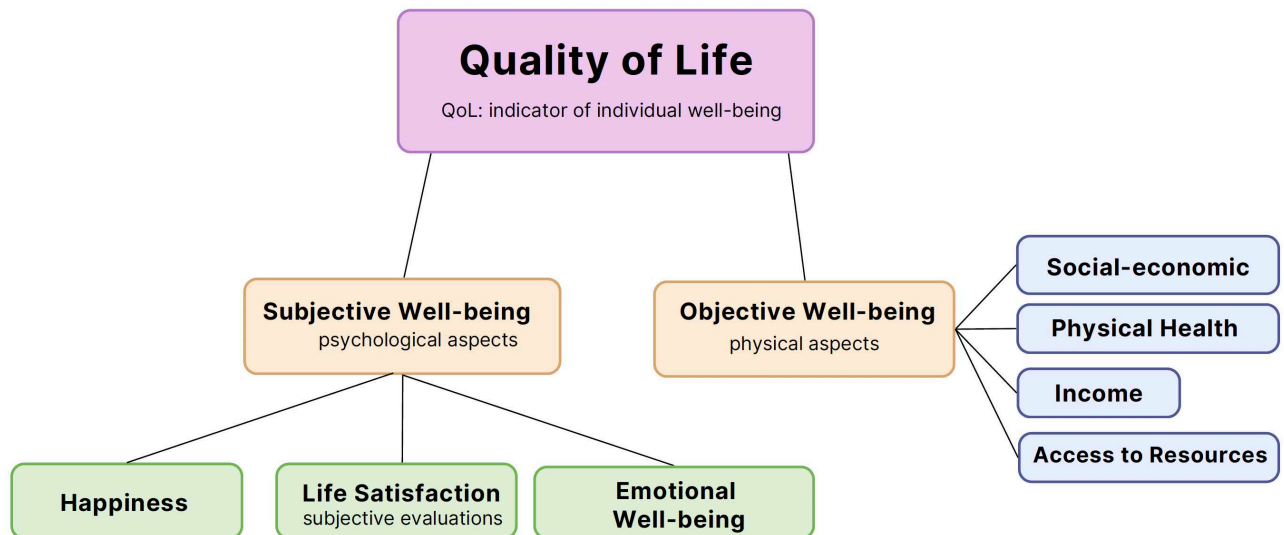 Quality of Life
QoL: indicator of individual well-being
Subjective Well-being
psychological aspects
Objective Well-being
physical aspects
Social-economic
Physical Health
Income
Access to Resources
Happiness
Life Satisfaction
subjective evaluations
Emotional
Well-being